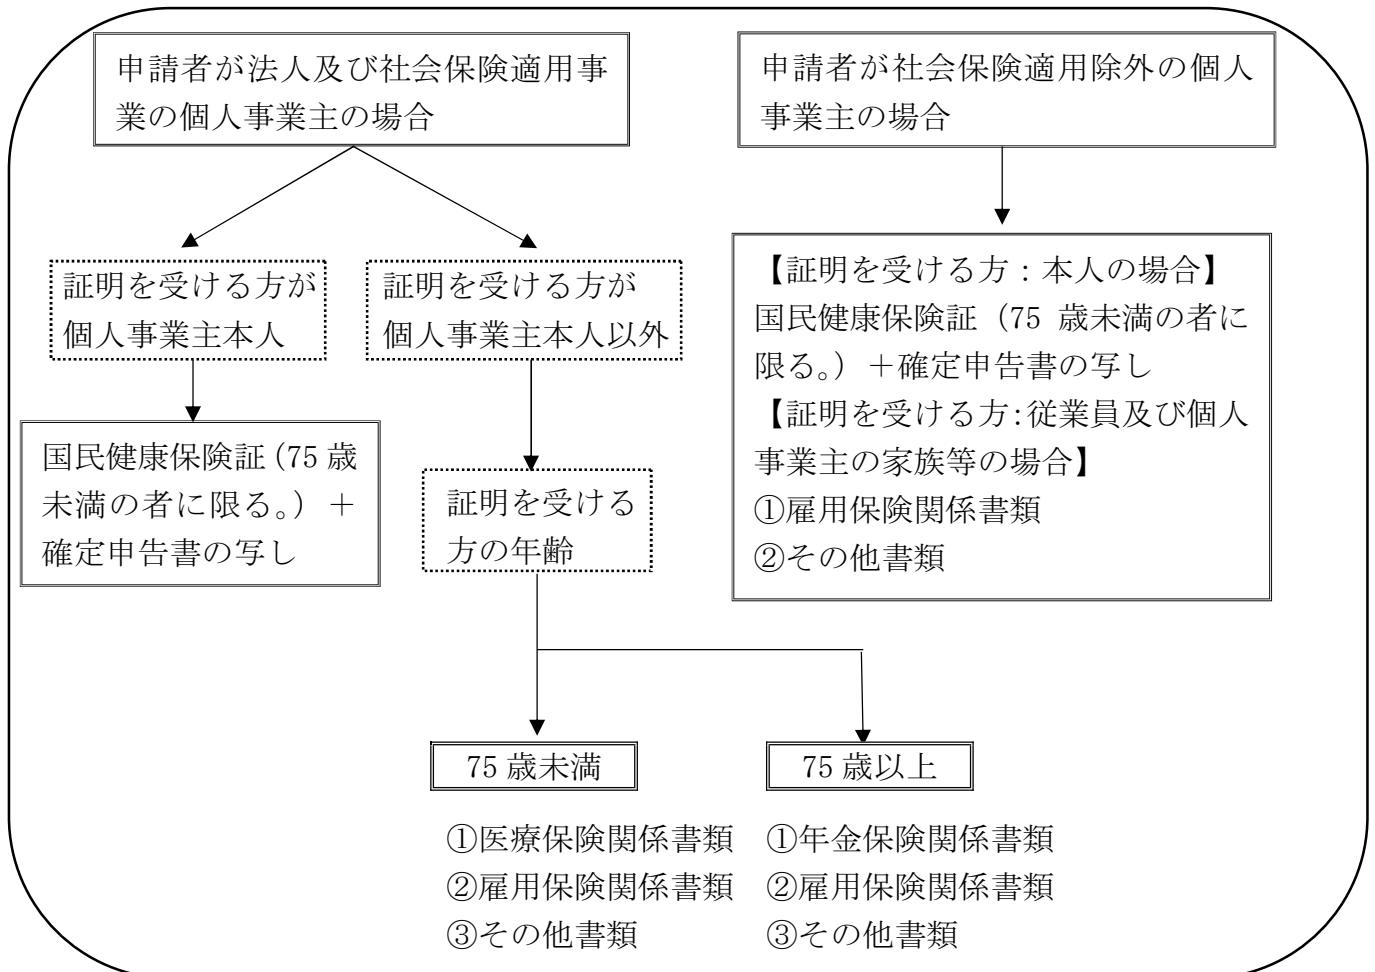 申請者が法人及び社会保険適用事
業の個人事業主の場合
申請者が社会保険適用除外の個人
事業主の場合
証明を受ける方が
個人事業主本人
証明を受ける方が
個人事業主本人以外
国民健康保険証（75 歳
未満の者に限る。）＋
確定申告書の写し
証明を受ける
方の年齢
【証明を受ける方：本人の場合】
国民健康保険証（75 歳未満の者に
限る。）＋確定申告書の写し
【証明を受ける方：従業員及び個人
事業主の家族等の場合】
①雇用保険関係書類
②その他書類
75 歳未満
①医療保険関係書類
②雇用保険関係書類
③その他書類
75 歳以上
①年金保険関係書類
②雇用保険関係書類
③その他書類